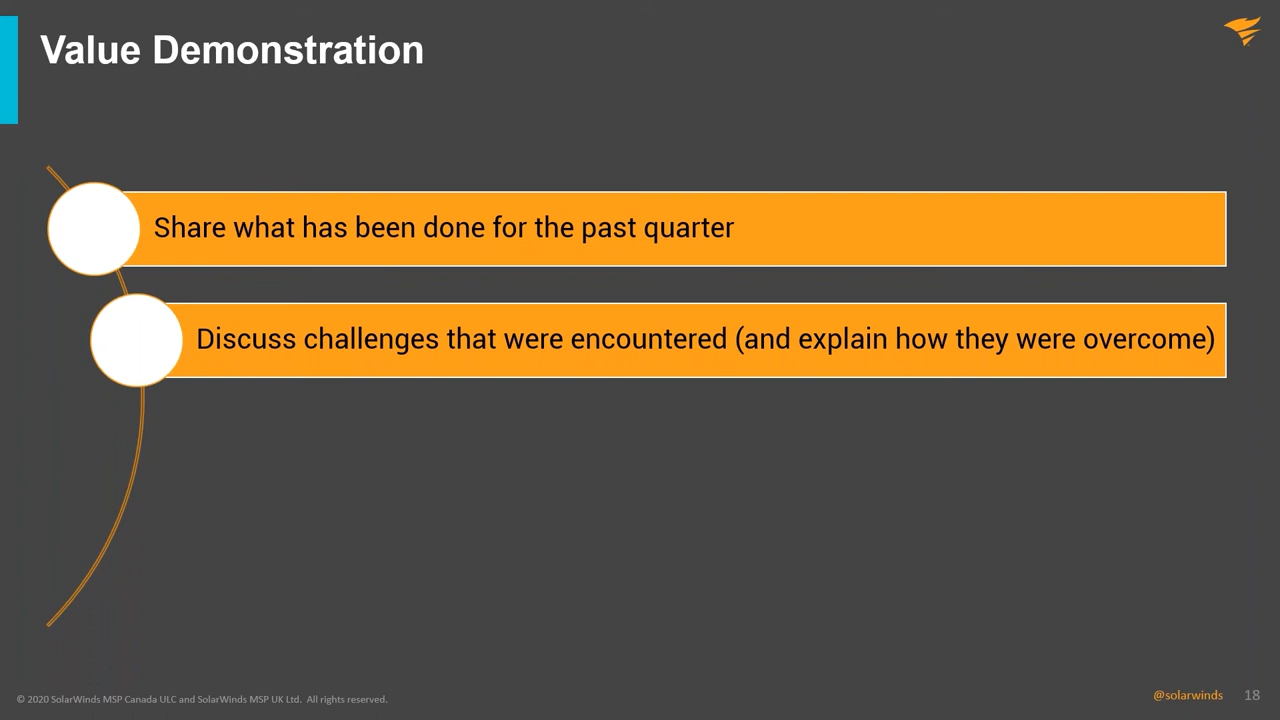 Value Demonstration
Share what has been done for the past quarter
Discuss challenges that were encountered (and explain how they were overcome)
© 2020 SolarWinds MSP Canada ULC and SolarWinds MSP UK Ltd. All rights reserved.
@solarwinds 18